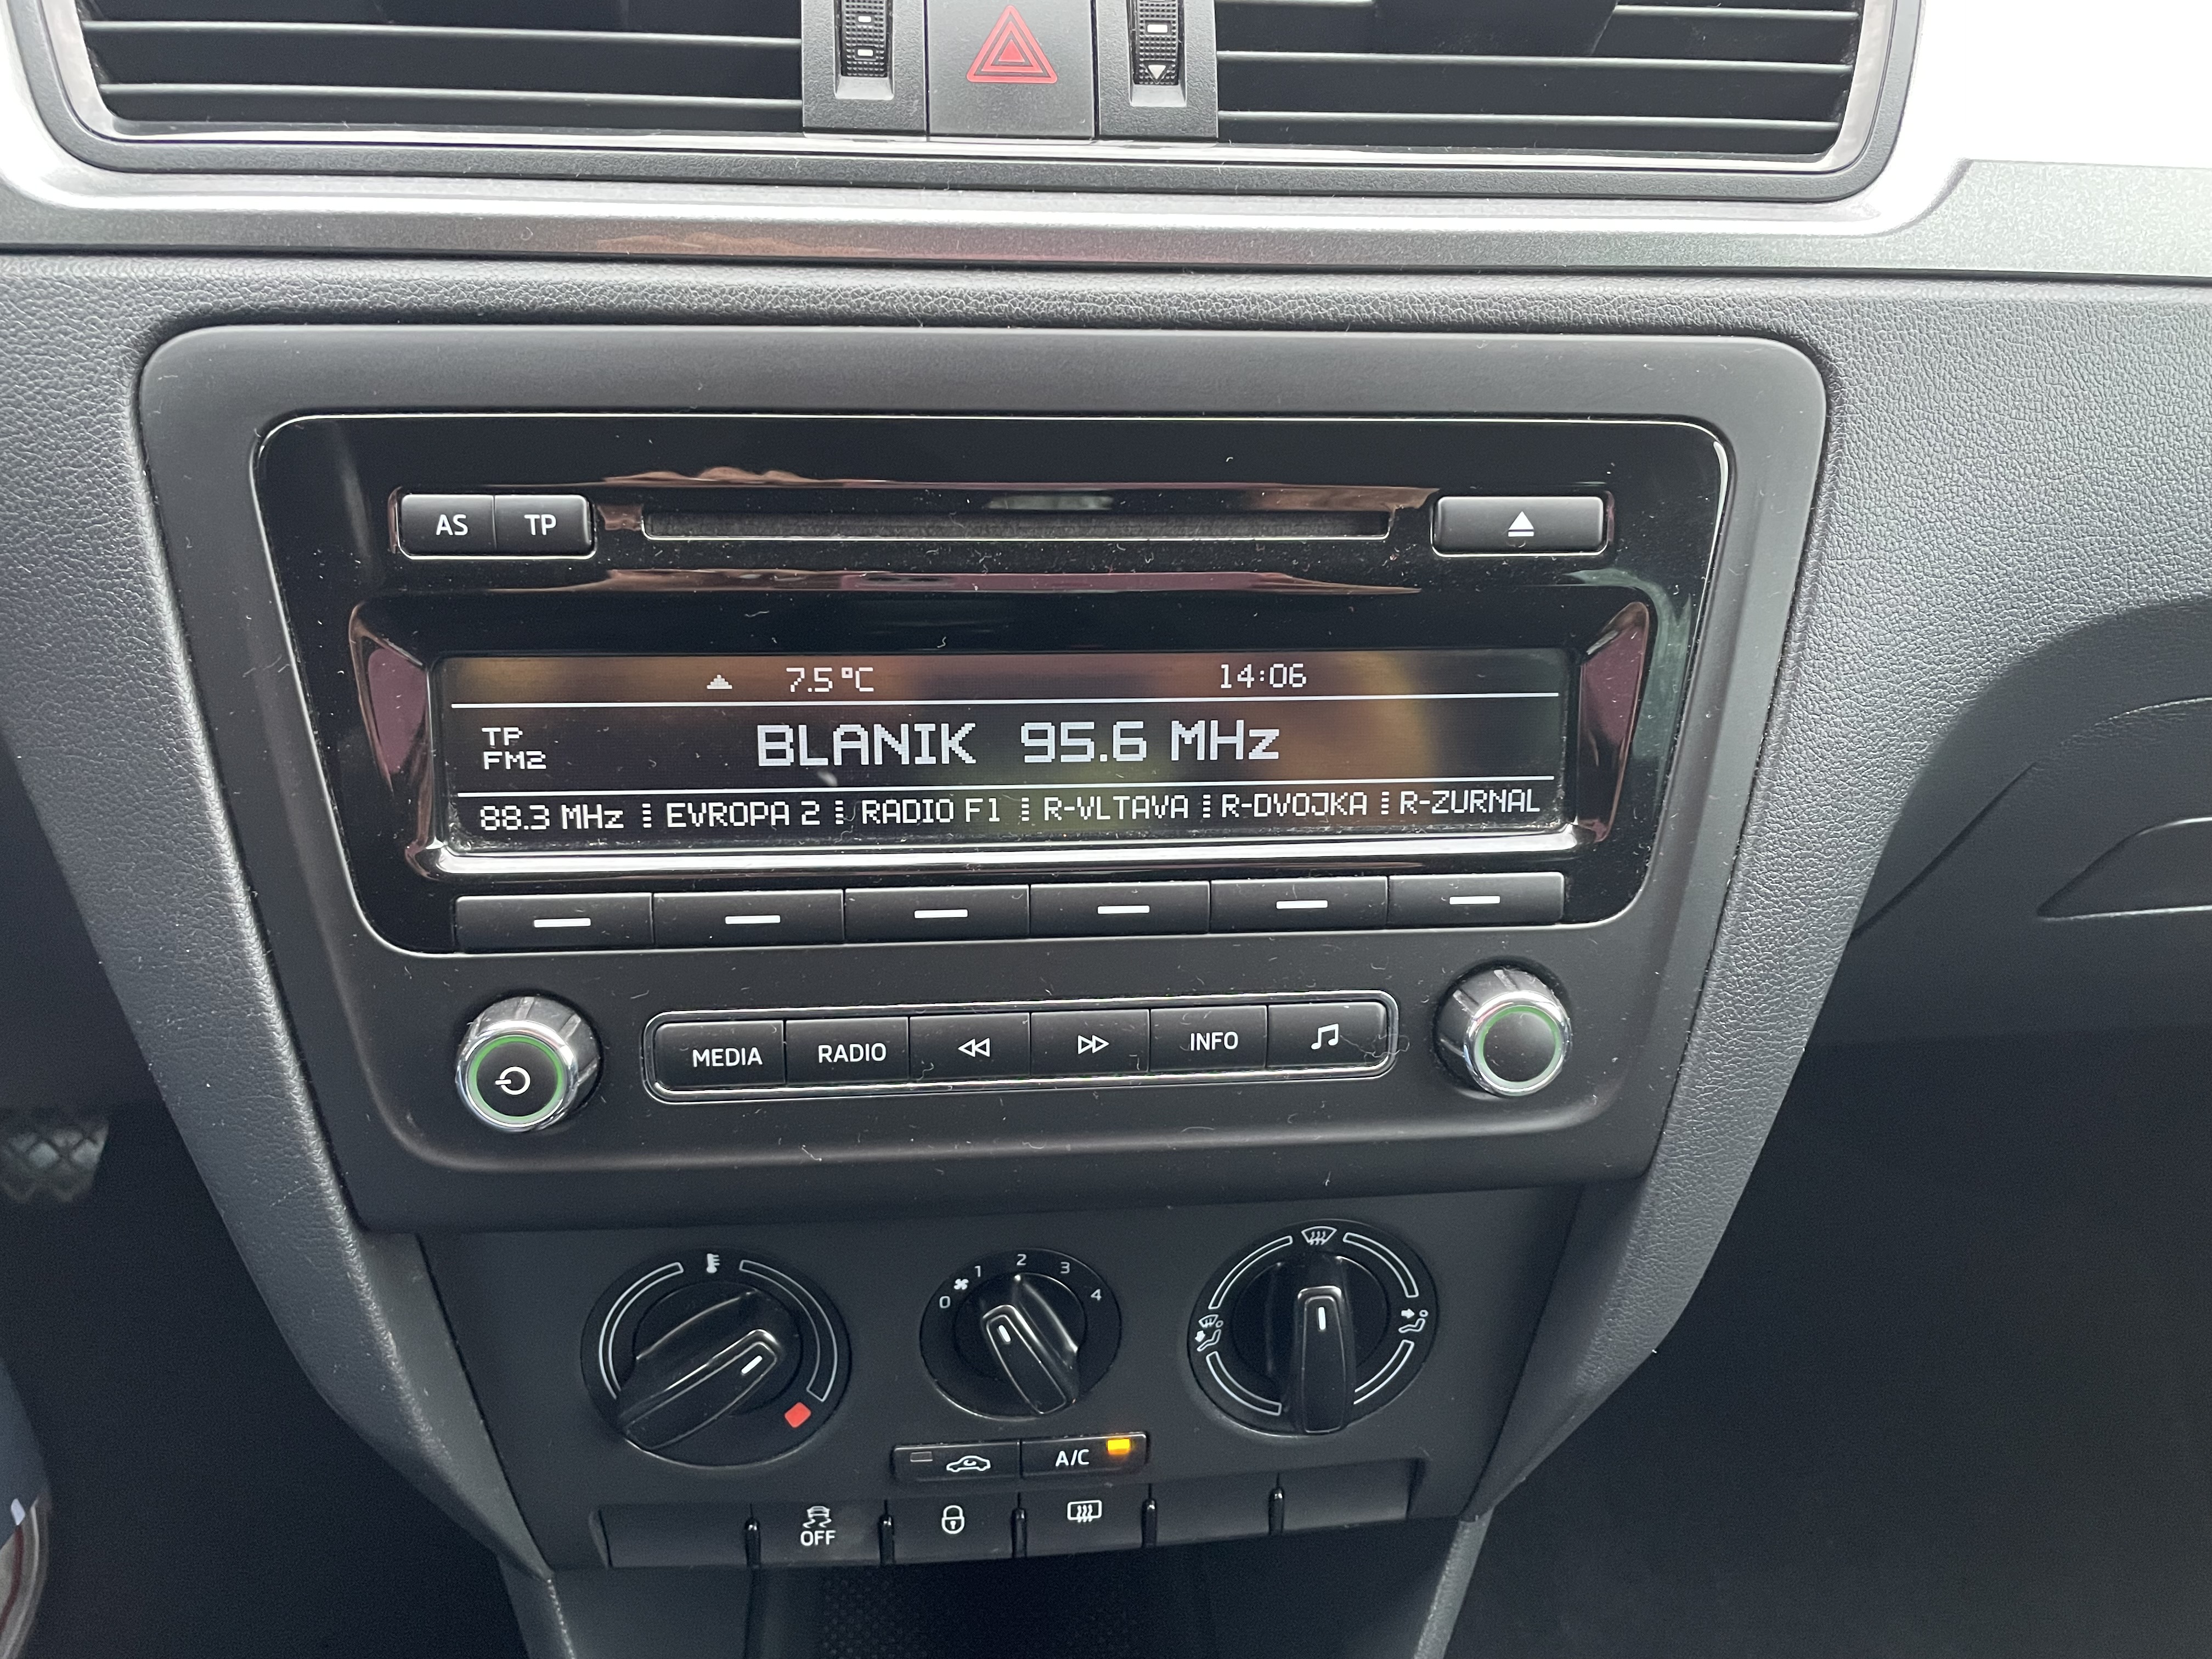 AS TP
7.5°C 14:06
TP
FM2
BLANIK 95.6 MHz
88.3 MHz EVROPA 2 RADIO F1 R-VLTAVA R-DVOJKA R-ZURNAL
MEDIA RADIO INFO
0 1 2 3 4
A/C
OFF